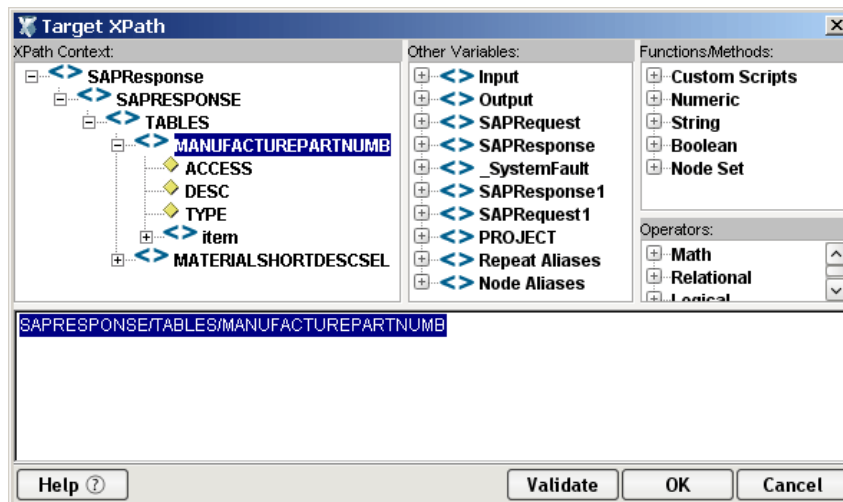 Target XPath
XPath Context:
SAPResponse
SAPRESPONSE
TABLES
MANUFACTUREPARTNUMB
ACCESS
DESC
TYPE
item
MATERIALSHORTDESCSEL
Other Variables:
Input
Output
SAPRequest
SAPResponse
_SystemFault
SAPResponse1
SAPRequest1
PROJECT
Repeat Aliases
Node Aliases
Functions/Methods:
Custom Scripts
Numeric
String
Boolean
Node Set
Operators:
Math
Relational
Logical
SAPRESPONSE/TABLES/MANUFACTUREPARTNUMB
Help ?
Validate
OK
Cancel